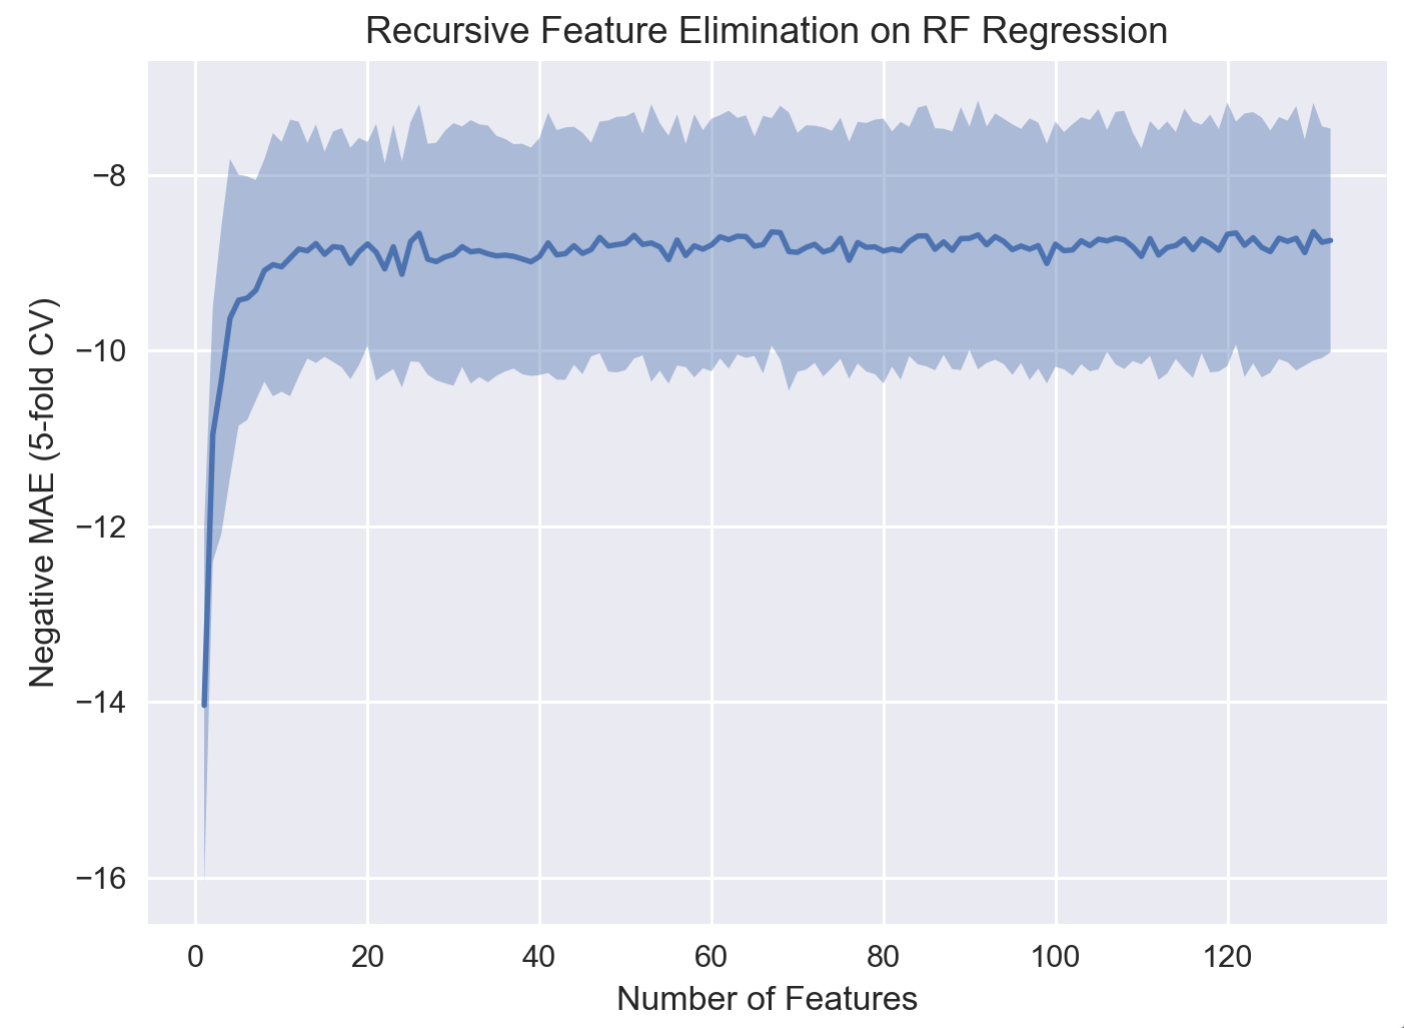 Recursive Feature Elimination on RF Regression
Negative MAE (5-fold CV)
−8
−10
−12
−14
−16
0 20 40 60 80 100 120
Number of Features